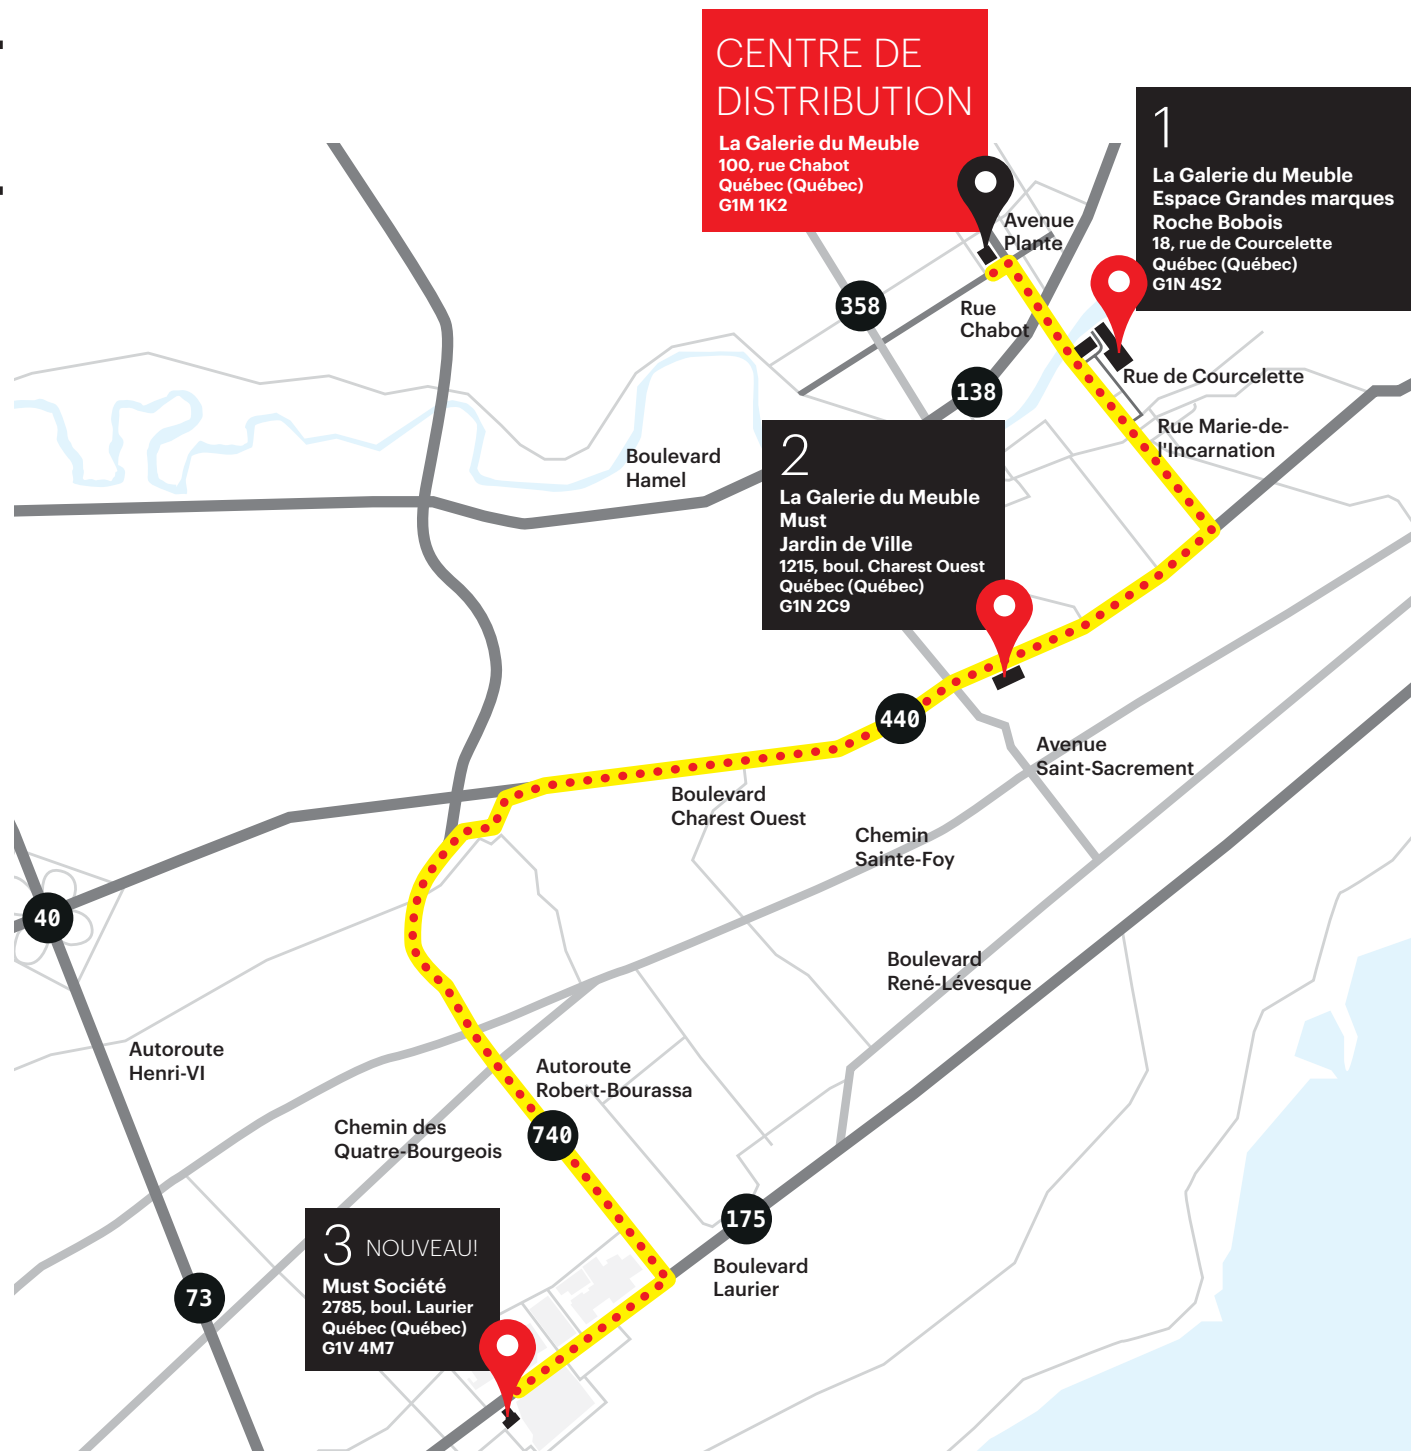 CENTRE DE
DISTRIBUTION
La Galerie du Meuble
100, rue Chabot
Québec (Québec)
G1M 1K2
1
La Galerie du Meuble
Espace Grandes marques
Roche Bobois
18, rue de Courcelette
Québec (Québec)
G1N 4S2
Avenue
Plante
358
Rue
Chabot
138
Rue de Courcelette
Rue Marie-de-
l'Incarnation
Boulevard
Hamel
2
La Galerie du Meuble
Must
Jardin de Ville
1215, boul. Charest Ouest
Québec (Québec)
G1N 2C9
440
Avenue
Saint-Sacrement
Boulevard
Charest Ouest
Chemin
Sainte-Foy
40
Boulevard
René-Lévesque
Autoroute
Henri-VI
Autoroute
Robert-Bourassa
Chemin des
Quatre-Bourgeois
740
175
Boulevard
Laurier
73
3 NOUVEAU!
Must Société
2785, boul. Laurier
Québec (Québec)
G1V 4M7